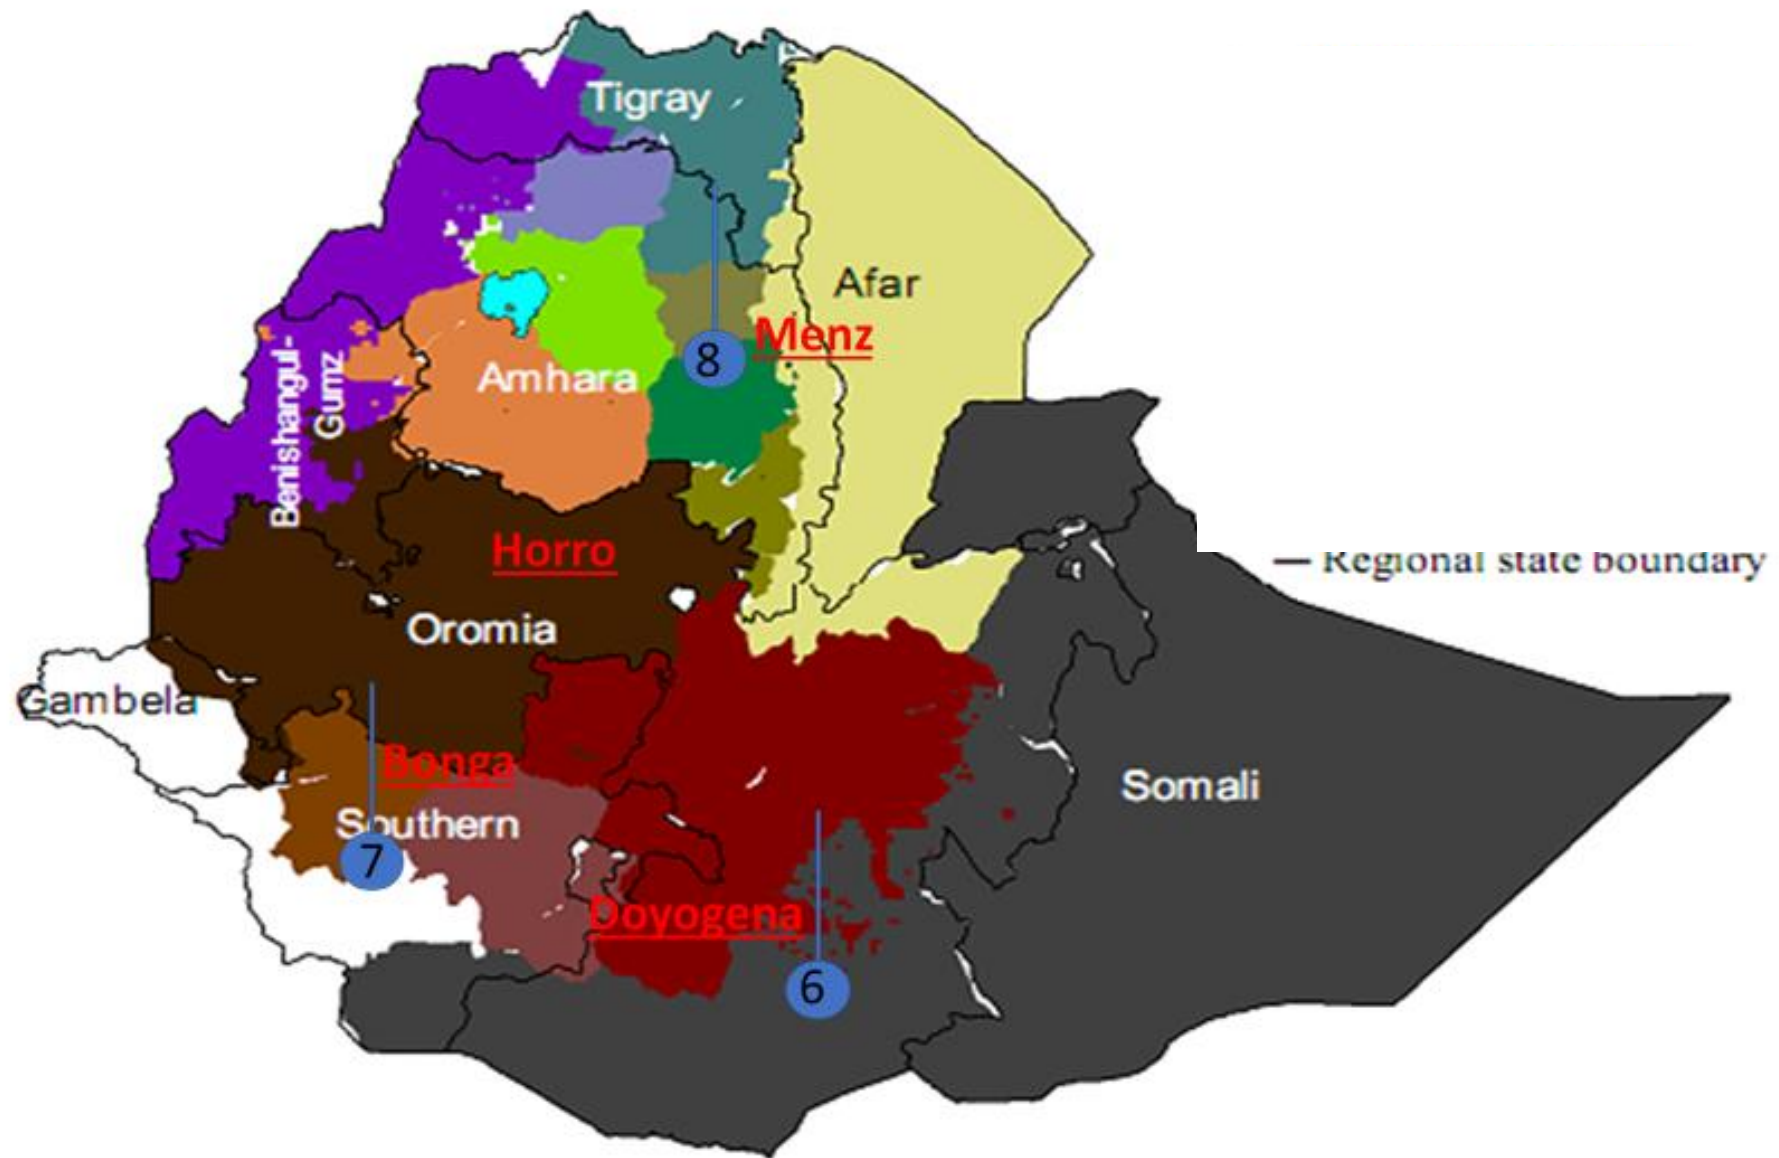 Tigray
Afar
Menz
8
Amhara
Benishangul-
Gumz
Horro
— Regional state boundary
Oromia
Gambela
Bonga
Somali
Southern
7
Doyogena
6